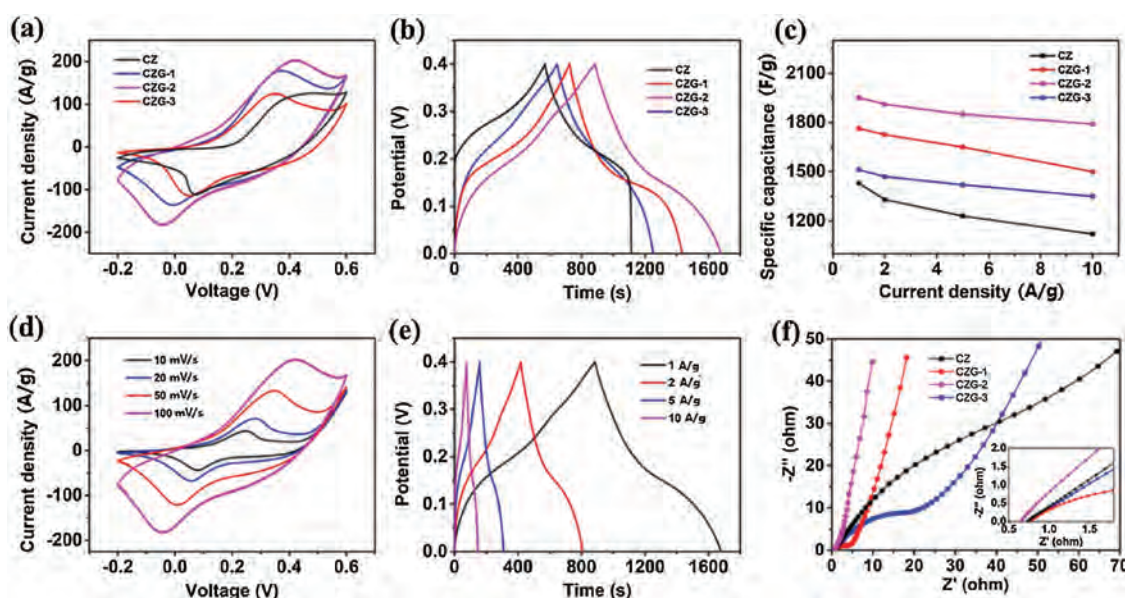 (a)
CZ
CZG-1
CZG-2
CZG-3
Current density (A/g)
200
100
0
-100
-200
-0.2 0.0 0.2 0.4 0.6
Voltage (V)
(b)
CZ
CZG-1
CZG-2
CZG-3
Potential (V)
0.4
0.3
0.2
0.1
0.0
0 400 800 1200 1600
Time (s)
(c)
CZ
CZG-1
CZG-2
CZG-3
Specific capacitance (F/g)
2100
1800
1500
1200
0 2 4 6 8 10
Current density (A/g)
(d)
10 mV/s
20 mV/s
50 mV/s
100 mV/s
Current density (A/g)
200
100
0
-100
-200
-0.2 0.0 0.2 0.4 0.6
Voltage (V)
(e)
1 A/g
2 A/g
5 A/g
10 A/g
Potential (V)
0.4
0.3
0.2
0.1
0.0
0 400 800 1200 1600
Time (s)
(f)
CZ
CZG-1
CZG-2
CZG-3
-Z'' (ohm)
50
40
30
20
10
0
0 10 20 30 40 50 60 70
Z' (ohm)
-Z'' (ohm)
2.0
1.5
1.0
0.5
0.0
0.5 1.0 1.5
Z' (ohm)